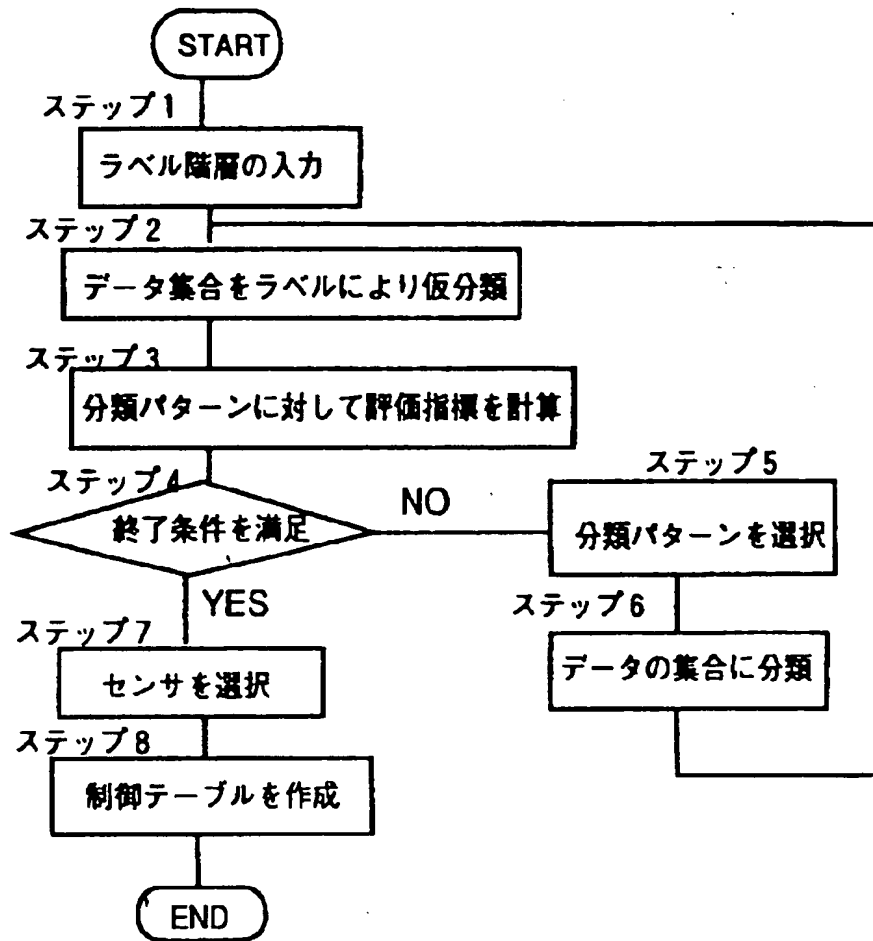 START
ステップ1
ラベル階層の入力
ステップ2
データ集合をラベルにより仮分類
ステップ3
分類パターンに対して評価指標を計算
ステップ4
終了条件を満足
NO
ステップ5
分類パターンを選択
ステップ6
データの集合に分類
YES
ステップ7
センサを選択
ステップ8
制御テーブルを作成
END